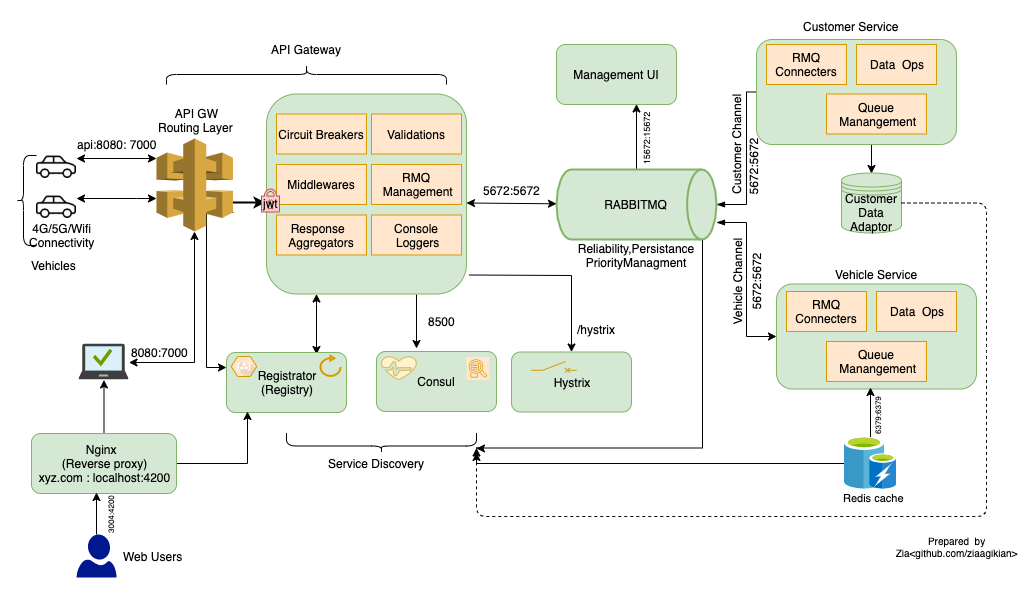 Customer Service
RMQ
Connecters
Data Ops
Queue
Management
API Gateway
Management UI
API GW
Routing Layer
api:8080: 7000
Circuit Breakers
Validations
Middlewares
RMQ
Management
Response
Aggregators
Console
Loggers
jwt
5672:5672
15672:15672
RABBITMQ
Reliability,Persistance
PriorityManagment
Customer Channel
5672:5672
Customer
Data
Adaptor
4G/5G/Wifi
Connectivity
Vehicles
Vehicle Channel
5672:5672
Vehicle Service
RMQ
Connecters
Data Ops
Queue
Management
8500
/hystrix
8080:7000
Registrator
(Registry)
Consul
Hystrix
6379:6379
Service Discovery
Nginx
(Reverse proxy)
xyz.com : localhost:4200
Redis cache
3004:4200
Web Users
Prepared by
Zia<github.com/ziaagikian>